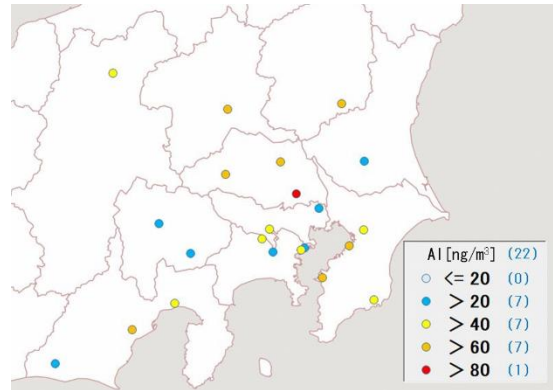 Al[ng/m³] (22)
<= 20 (0)
> 20 (7)
> 40 (7)
> 60 (7)
> 80 (1)